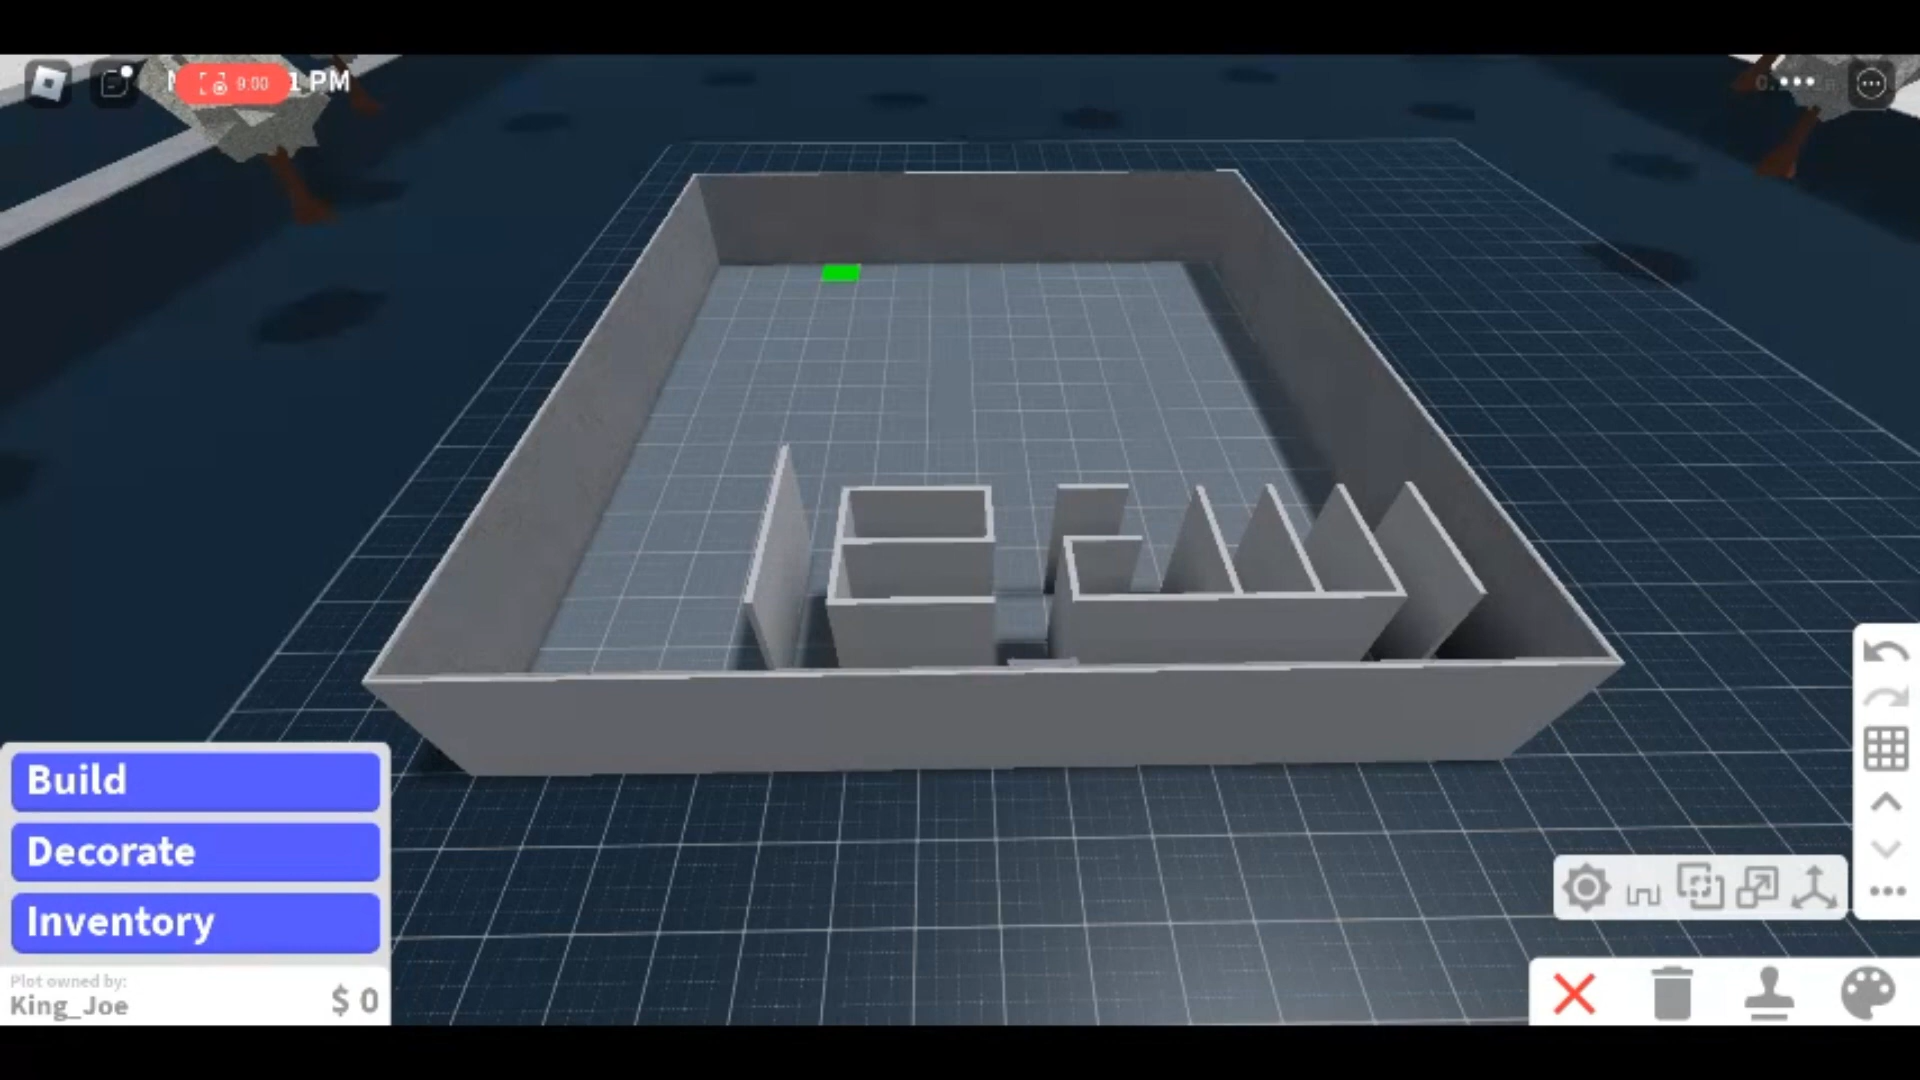 9:00
1 PM
Build
Decorate
Inventory
Plot owned by:
King_Joe
$ 0